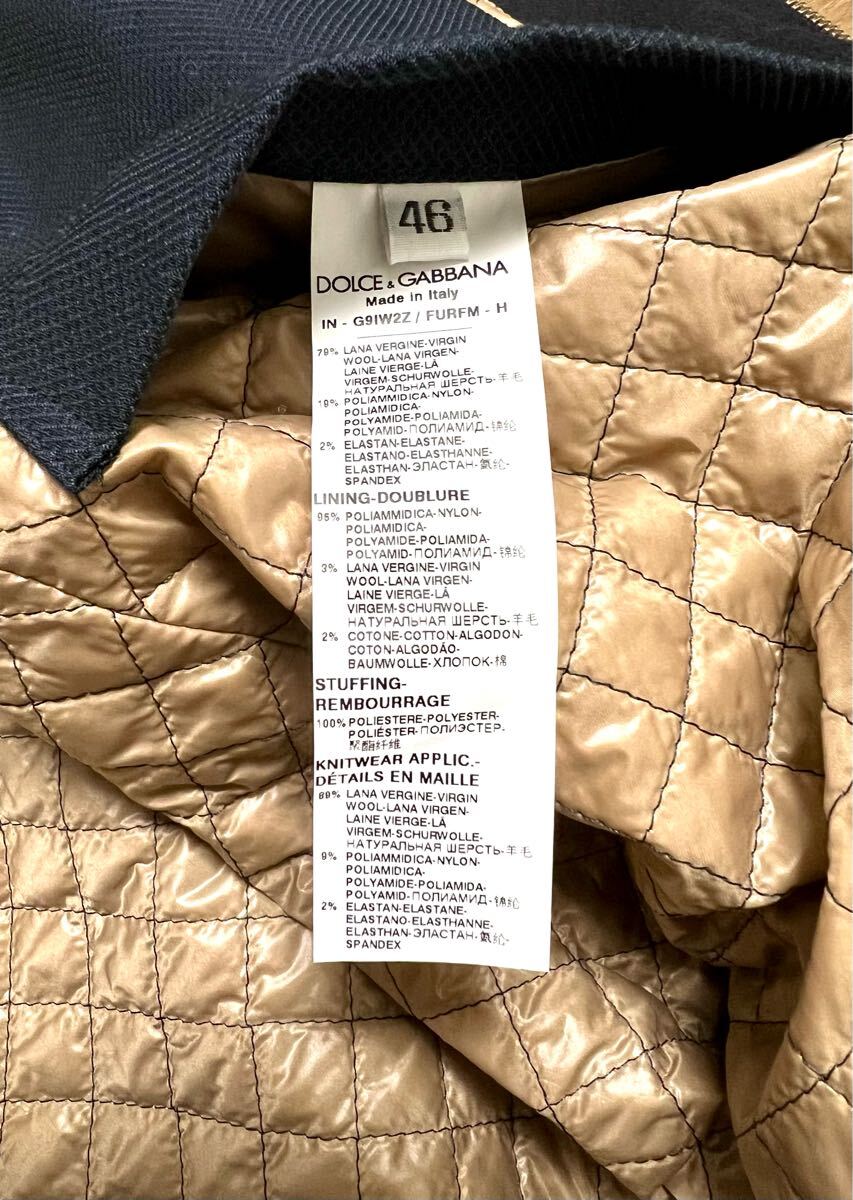 46
DOLCE & GABBANA
Made in Italy
IN - G9IW2Z / FURFM - H
79% LANA VERGINE-VIRGIN
WOOL-LANA VIRGEN-
LAINE VIERGE-LÃ
VIRGEM-SCHURWOLLE-
НАТУРАЛЬНАЯ ШЕРСТЬ-羊毛
19% POLIAMMIDICA-NYLON-
POLIAMIDICA-
POLYAMIDE-POLIAMIDA-
POLYAMID-ПОЛИАМИД-锦纶
2% ELASTAN-ELASTANE-
ELASTANO-ELASTHANNE-
ELASTHAN-ЭЛАСТАН-氨纶-
SPANDEX
LINING-DOUBLURE
95% POLIAMMIDICA-NYLON-
POLIAMIDICA-
POLYAMIDE-POLIAMIDA-
POLYAMID-ПОЛИАМИД-锦纶
3% LANA VERGINE-VIRGIN
WOOL-LANA VIRGEN-
LAINE VIERGE-LÃ
VIRGEM-SCHURWOLLE-
НАТУРАЛЬНАЯ ШЕРСТЬ-羊毛
2% COTONE-COTTON-ALGODON-
COTON-ALGODÃO-
BAUMWOLLE-ХЛОПОК-棉
STUFFING-
REMBOURRAGE
100% POLIESTERE-POLYESTER-
POLIÉSTER-ПОЛИЭСТЕР-
聚酯纤维
KNITWEAR APPLIC.-
DÉTAILS EN MAILLE
89% LANA VERGINE-VIRGIN
WOOL-LANA VIRGEN-
LAINE VIERGE-LÃ
VIRGEM-SCHURWOLLE-
НАТУРАЛЬНАЯ ШЕРСТЬ-羊毛
9% POLIAMMIDICA-NYLON-
POLIAMIDICA-
POLYAMIDE-POLIAMIDA-
POLYAMID-ПОЛИАМИД-锦纶
2% ELASTAN-ELASTANE-
ELASTANO-ELASTHANNE-
ELASTHAN-ЭЛАСТАН-氨纶-
SPANDEX